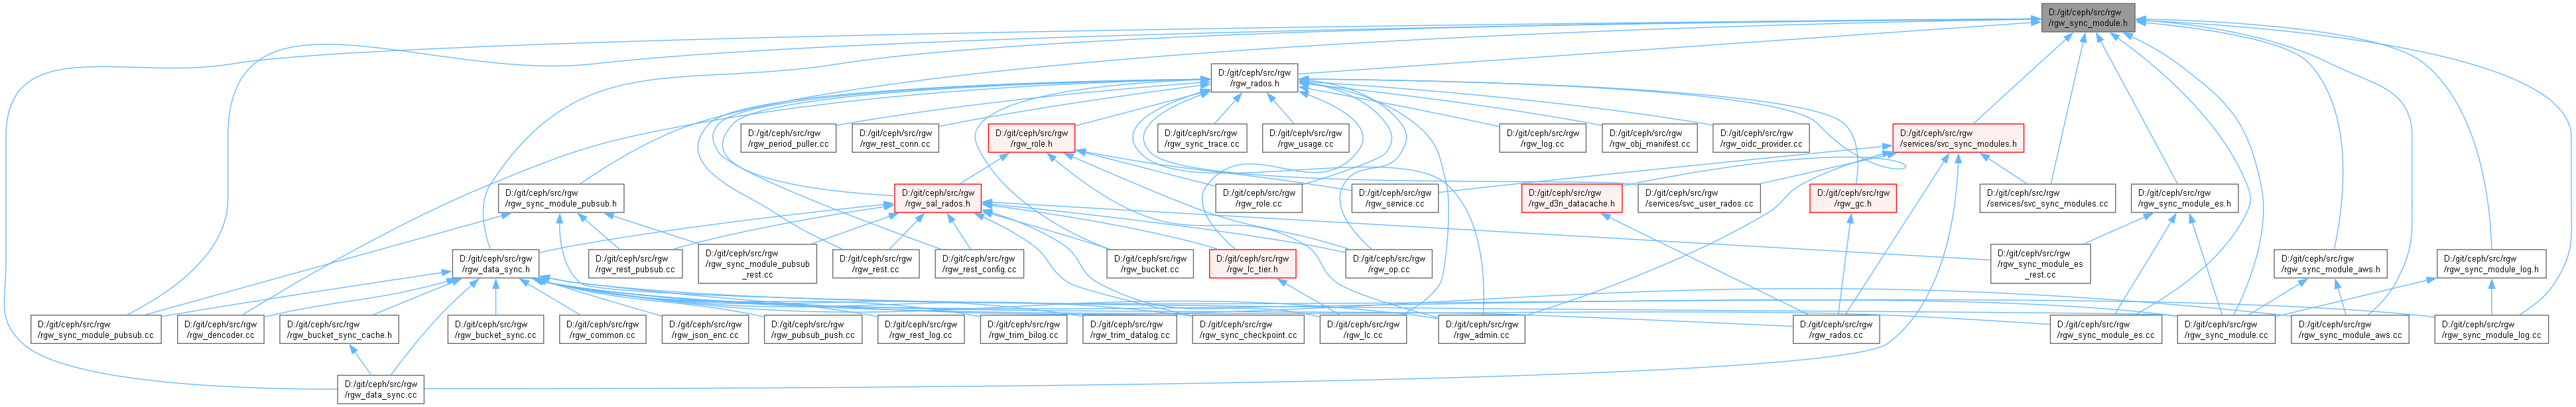 D:/git/ceph/src/rgw
/rgw_sync_module.h
D:/git/ceph/src/rgw
/rgw_rados.h
D:/git/ceph/src/rgw
/rgw_period_puller.cc
D:/git/ceph/src/rgw
/rgw_rest_conn.cc
D:/git/ceph/src/rgw
/rgw_role.h
D:/git/ceph/src/rgw
/rgw_sync_trace.cc
D:/git/ceph/src/rgw
/rgw_usage.cc
D:/git/ceph/src/rgw
/rgw_log.cc
D:/git/ceph/src/rgw
/rgw_obj_manifest.cc
D:/git/ceph/src/rgw
/rgw_oidc_provider.cc
D:/git/ceph/src/rgw
/services/svc_sync_modules.h
D:/git/ceph/src/rgw
/rgw_sync_module_pubsub.h
D:/git/ceph/src/rgw
/rgw_sal_rados.h
D:/git/ceph/src/rgw
/rgw_role.cc
D:/git/ceph/src/rgw
/rgw_service.cc
D:/git/ceph/src/rgw
/rgw_d3n_datacache.h
D:/git/ceph/src/rgw
/services/svc_user_rados.cc
D:/git/ceph/src/rgw
/rgw_gc.h
D:/git/ceph/src/rgw
/services/svc_sync_modules.cc
D:/git/ceph/src/rgw
/rgw_sync_module_es.h
D:/git/ceph/src/rgw
/rgw_data_sync.h
D:/git/ceph/src/rgw
/rgw_rest_pubsub.cc
D:/git/ceph/src/rgw
/rgw_sync_module_pubsub
_rest.cc
D:/git/ceph/src/rgw
/rgw_rest.cc
D:/git/ceph/src/rgw
/rgw_rest_config.cc
D:/git/ceph/src/rgw
/rgw_bucket.cc
D:/git/ceph/src/rgw
/rgw_lc_tier.h
D:/git/ceph/src/rgw
/rgw_op.cc
D:/git/ceph/src/rgw
/rgw_sync_module_es
_rest.cc
D:/git/ceph/src/rgw
/rgw_sync_module_aws.h
D:/git/ceph/src/rgw
/rgw_sync_module_log.h
D:/git/ceph/src/rgw
/rgw_sync_module_pubsub.cc
D:/git/ceph/src/rgw
/rgw_dencoder.cc
D:/git/ceph/src/rgw
/rgw_bucket_sync_cache.h
D:/git/ceph/src/rgw
/rgw_bucket_sync.cc
D:/git/ceph/src/rgw
/rgw_common.cc
D:/git/ceph/src/rgw
/rgw_json_enc.cc
D:/git/ceph/src/rgw
/rgw_pubsub_push.cc
D:/git/ceph/src/rgw
/rgw_rest_log.cc
D:/git/ceph/src/rgw
/rgw_trim_bilog.cc
D:/git/ceph/src/rgw
/rgw_trim_datalog.cc
D:/git/ceph/src/rgw
/rgw_sync_checkpoint.cc
D:/git/ceph/src/rgw
/rgw_lc.cc
D:/git/ceph/src/rgw
/rgw_admin.cc
D:/git/ceph/src/rgw
/rgw_rados.cc
D:/git/ceph/src/rgw
/rgw_sync_module_es.cc
D:/git/ceph/src/rgw
/rgw_sync_module.cc
D:/git/ceph/src/rgw
/rgw_sync_module_aws.cc
D:/git/ceph/src/rgw
/rgw_sync_module_log.cc
D:/git/ceph/src/rgw
/rgw_data_sync.cc